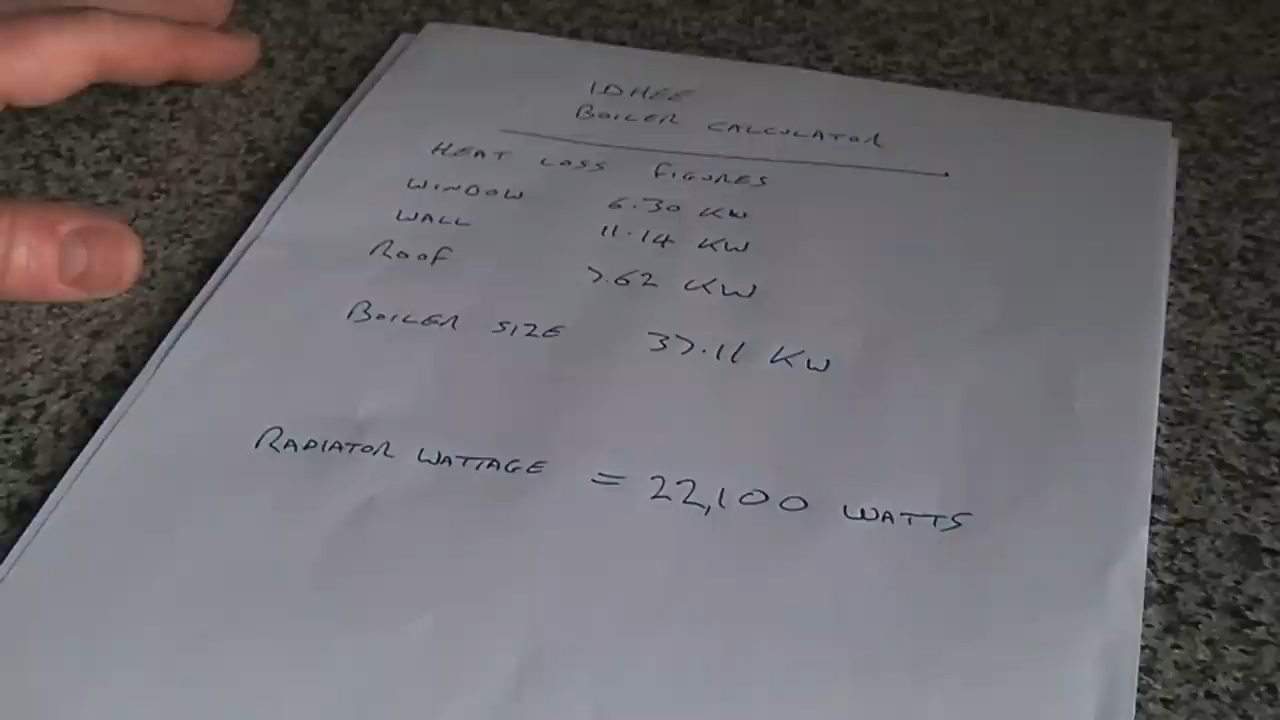 IDHEE
BOILER CALCULATOR
HEAT LOSS FIGURES
WINDOW 6.30 KW
WALL 11.14 KW
ROOF 7.62 KW
BOILER SIZE 37.11 KW
RADIATOR WATTAGE = 22,100 WATTS